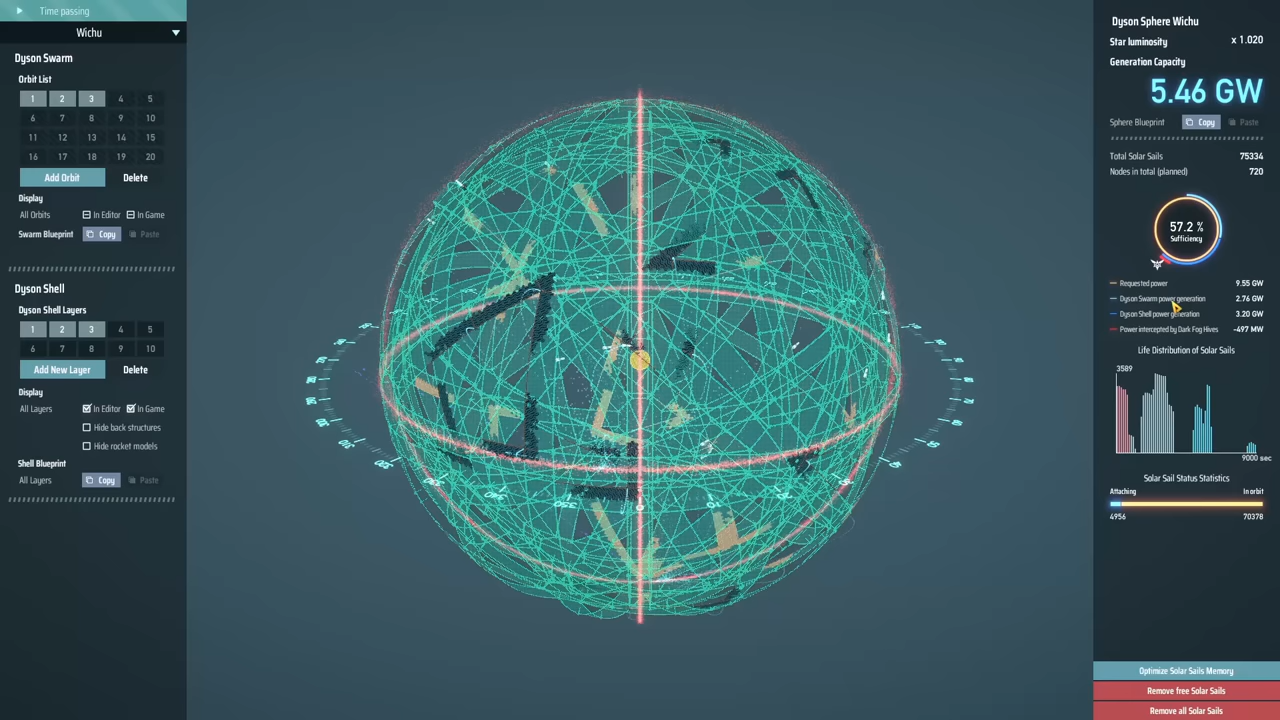 Time passing
Wichu
Dyson Swarm
Orbit List
1 2 3 4 5
6 7 8 9 10
11 12 13 14 15
16 17 18 19 20
Add Orbit Delete
Display
All Orbits In Editor In Game
Swarm Blueprint Copy Paste
Dyson Shell
Dyson Shell Layers
1 2 3 4 5
6 7 8 9 10
Add New Layer Delete
Display
All Layers In Editor In Game
Hide back structures
Hide rocket models
Shell Blueprint
All Layers Copy Paste
Dyson Sphere Wichu
Star luminosity x 1.020
Generation Capacity
5.46 GW
Sphere Blueprint Copy Paste
Total Solar Sails 75334
Nodes in total (planned) 720
57.2 %
Sufficiency
Requested power 9.55 GW
Dyson Swarm power generation 2.76 GW
Dyson Shell power generation 3.20 GW
Power intercepted by Dark Fog Hives -497 MW
Life Distribution of Solar Sails
3589
9000 sec
Solar Sail Status Statistics
Attaching In orbit
4956 70378
Optimize Solar Sails Memory
Remove free Solar Sails
Remove all Solar Sails